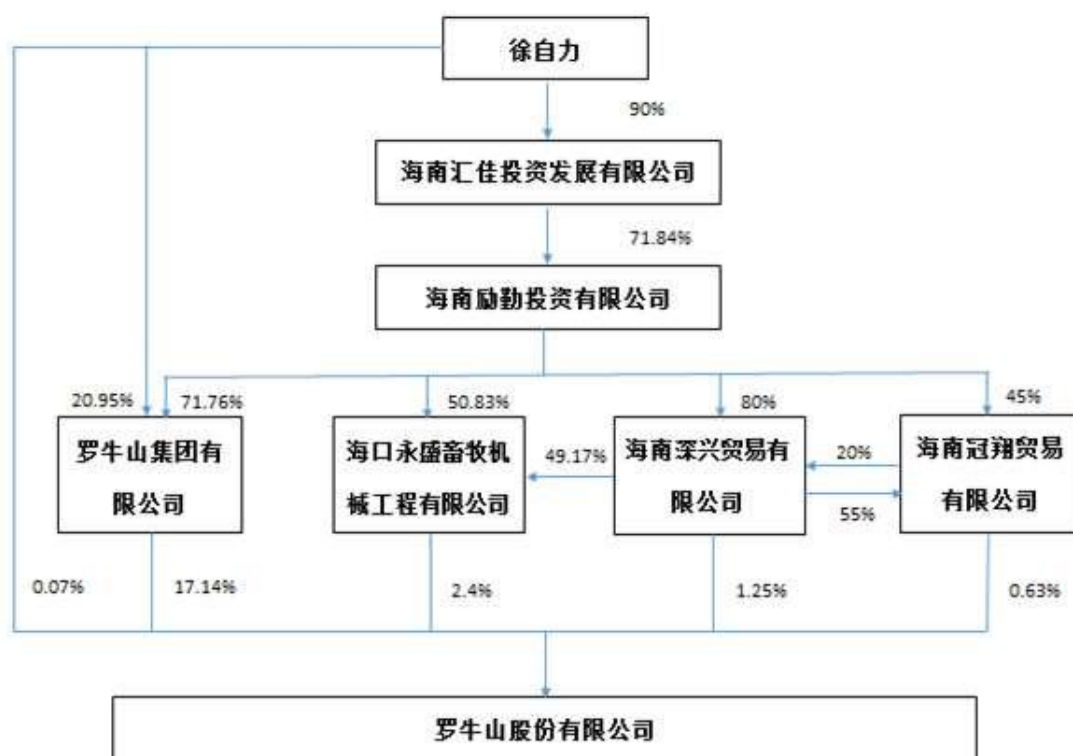 徐自力
90%
海南汇佳投资发展有限公司
71.84%
海南励勤投资有限公司
20.95%
71.76%
50.83%
80%
45%
罗牛山集团有
限公司
海口永盛畜牧机
械工程有限公司
49.17%
海南深兴贸易有
限公司
20%
55%
海南冠翔贸易
有限公司
0.07%
17.14%
2.4%
1.25%
0.63%
罗牛山股份有限公司